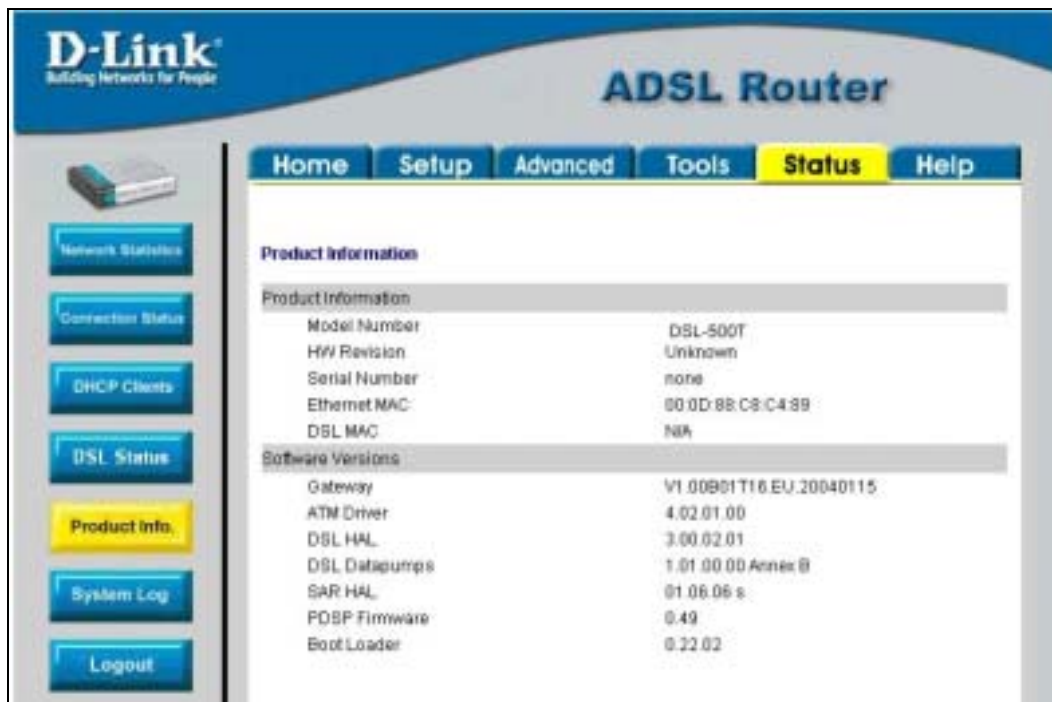 D-Link
Building Networks for People
ADSL Router
Home Setup Advanced Tools Status Help
Network Statistics
Connection Status
DHCP Clients
DSL Status
Product Info.
System Log
Logout
Product Information
Product Information
Model Number DSL-500T
HW Revision Unknown
Serial Number none
Ethernet MAC 00:0D:88:C8:C4:89
DSL MAC N/A
Software Versions
Gateway V1.00B01T16.EU.20040115
ATM Driver 4.02.01.00
DSL HAL 3.00.02.01
DSL Datapumps 1.01.00.00 Annex B
SAR HAL 01.06.06 s
PDSP Firmware 0.49
Boot Loader 0.22.02